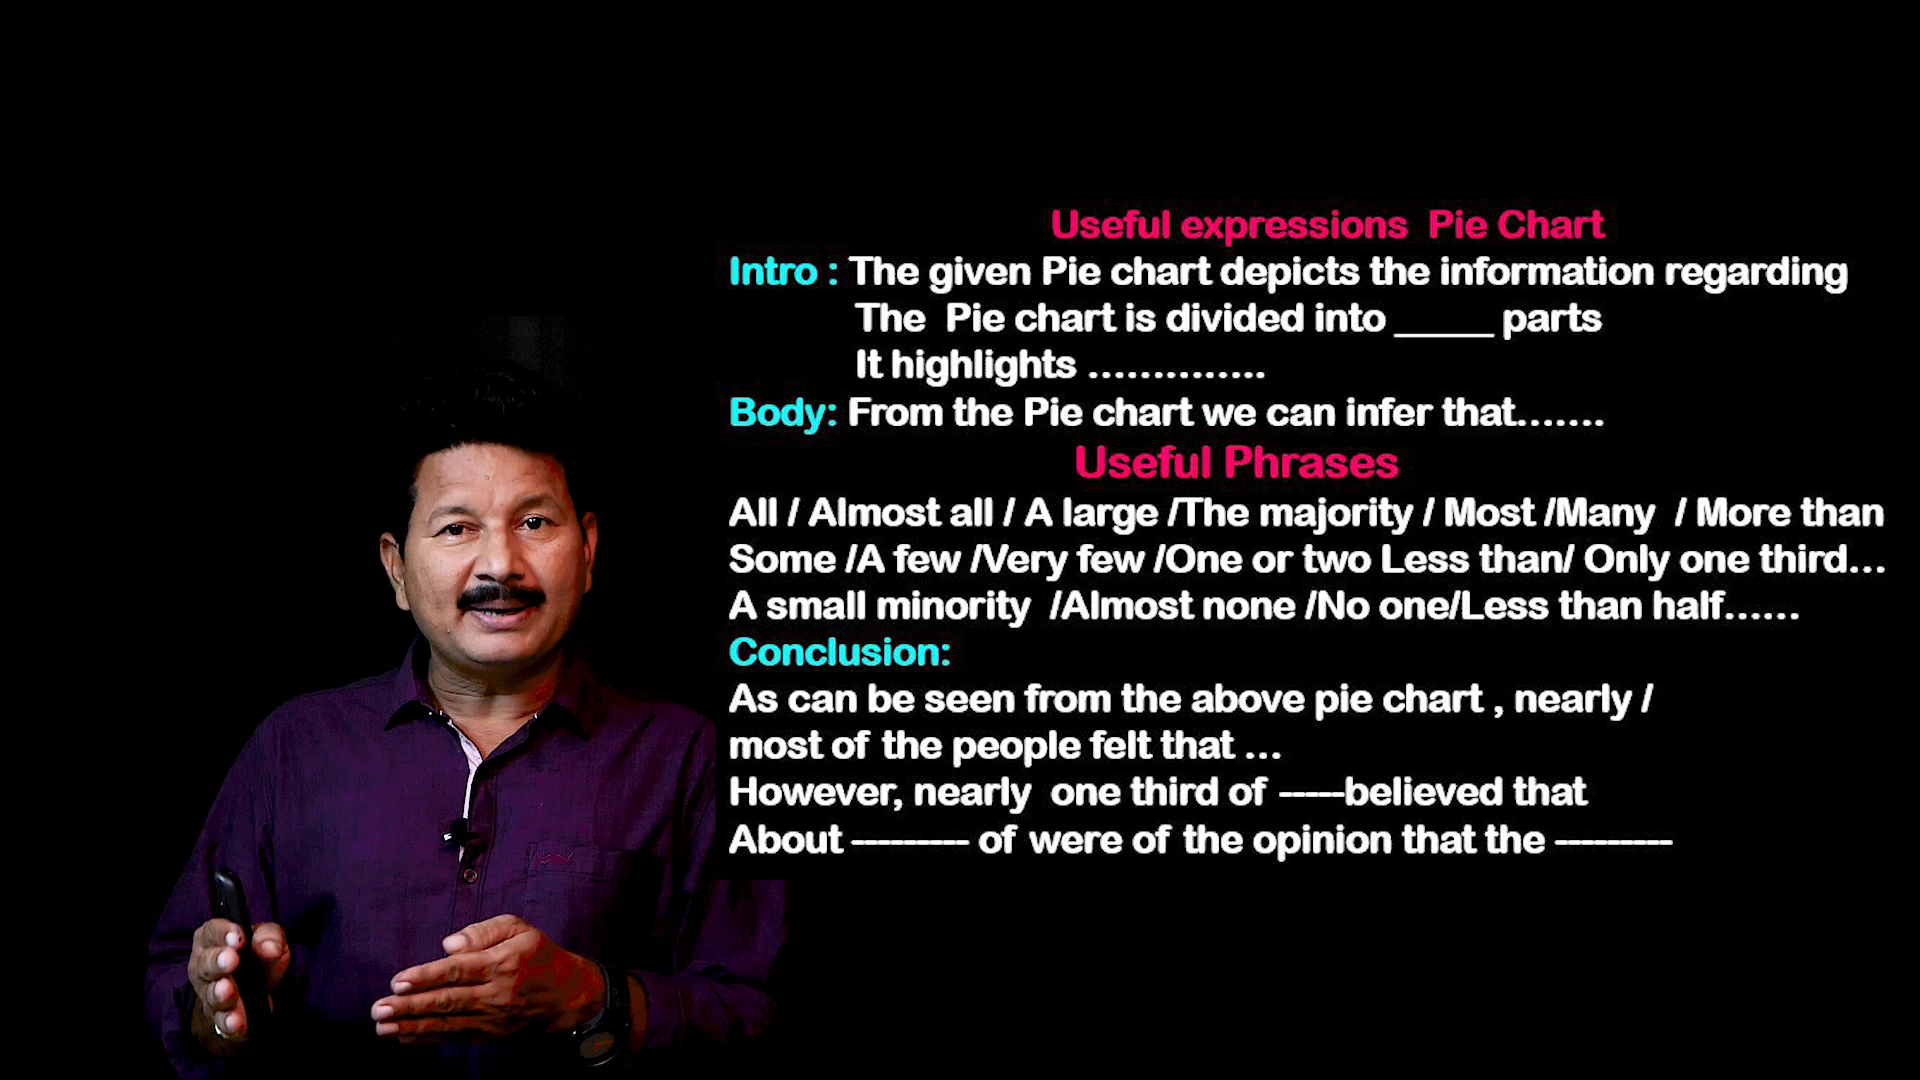 Useful expressions  Pie Chart
Intro : The given Pie chart depicts the information regarding
The  Pie chart is divided into _____ parts
It highlights ..............
Body: From the Pie chart we can infer that.......
Useful Phrases
All / Almost all / A large /The majority / Most /Many  / More than
Some /A few /Very few /One or two Less than/ Only one third...
A small minority  /Almost none /No one/Less than half......
Conclusion:
As can be seen from the above pie chart , nearly /
most of the people felt that ...
However, nearly  one third of -----believed that
About --------- of were of the opinion that the ---------